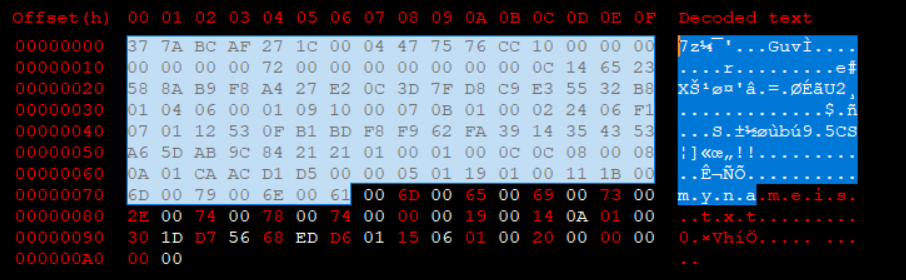 Offset(h) 00 01 02 03 04 05 06 07 08 09 0A 0B 0C 0D 0E 0F Decoded text
00000000 37 7A BC AF 27 1C 00 04 47 75 76 CC 10 00 00 00 7z¼¯'...GuvÌ....
00000010 00 00 00 00 72 00 00 00 00 00 00 00 0C 14 65 23 ....r.........e#
00000020 58 8A B9 F8 A4 27 E2 0C 3D 7F D8 C9 E3 55 32 B8 XŠ¹ø¤'â.=.ØÉãU2¸
00000030 01 04 06 00 01 09 10 00 07 0B 01 00 02 24 06 F1 .............$.ñ
00000040 07 01 12 53 0F B1 BD F8 F9 62 FA 39 14 35 43 53 ...S.±½øùbú9.5CS
00000050 A6 5D AB 9C 84 21 21 01 00 01 00 0C 0C 08 00 08 ¦]«œ„!!.........
00000060 0A 01 CA AC D1 D5 00 00 05 01 19 01 00 11 1B 00 ..Ê¬ÑÕ..........
00000070 6D 00 79 00 6E 00 61 00 6D 00 65 00 69 00 73 00 m.y.n.a.m.e.i.s.
00000080 2E 00 74 00 78 00 74 00 00 00 19 00 14 0A 01 00 ..t.x.t.........
00000090 30 1D D7 56 68 ED D6 01 15 06 01 00 20 00 00 00 0.×VhíÖ..... ...
000000A0 00 00 ..